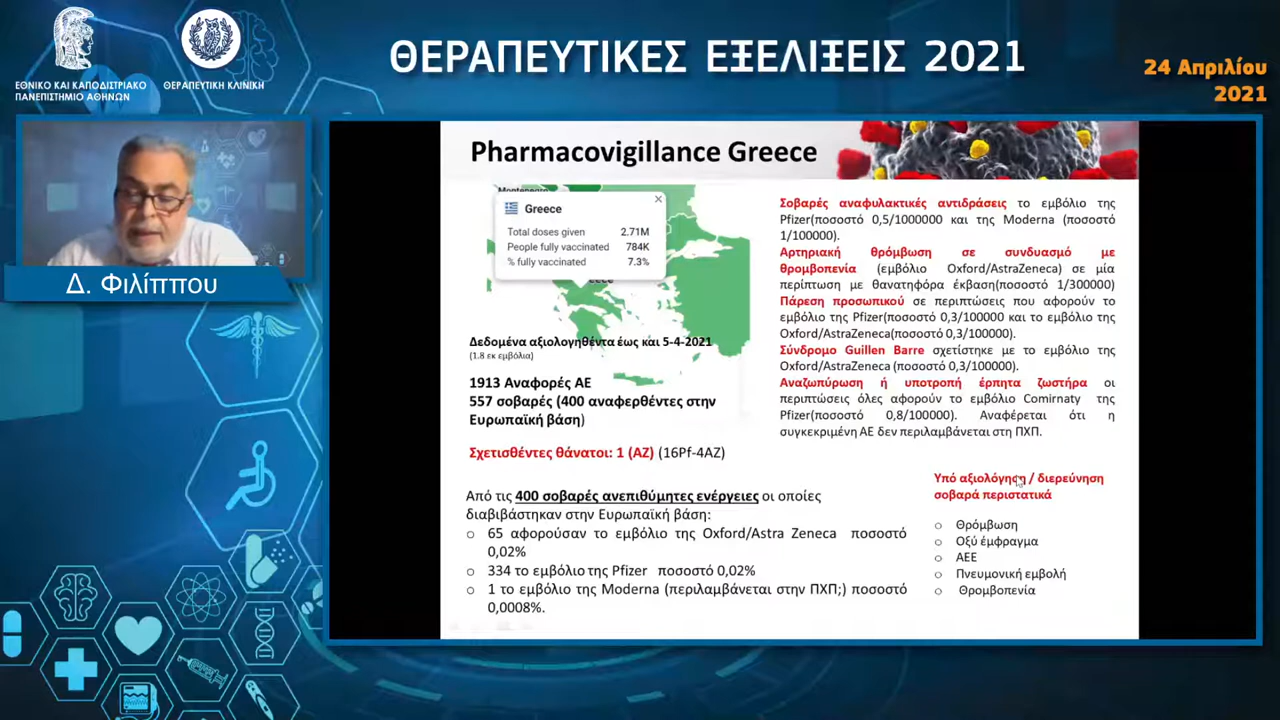 ΕΘΝΙΚΟ ΚΑΙ ΚΑΠΟΔΙΣΤΡΙΑΚΟ
ΠΑΝΕΠΙΣΤΗΜΙΟ ΑΘΗΝΩΝ
ΘΕΡΑΠΕΥΤΙΚΗ ΚΛΙΝΙΚΗ
ΘΕΡΑΠΕΥΤΙΚΕΣ ΕΞΕΛΙΞΕΙΣ 2021
24 Απριλίου
2021
Δ. Φιλίππου
Pharmacovigillance Greece
Montenegro
Greece
Total doses given 2.71M
People fully vaccinated 784K
% fully vaccinated 7.3%
Δεδομένα αξιολογηθέντα έως και 5-4-2021
(1.8 εκ εμβόλια)
1913 Αναφορές ΑΕ
557 σοβαρές (400 αναφερθέντες στην
Ευρωπαϊκή βάση)
Σχετισθέντες θάνατοι: 1 (ΑΖ) (16Pf-4AZ)
Από τις 400 σοβαρές ανεπιθύμητες ενέργειες οι οποίες
διαβιβάστηκαν στην Ευρωπαϊκή βάση:
o 65 αφορούσαν το εμβόλιο της Oxford/Astra Zeneca ποσοστό
0,02%
o 334 το εμβόλιο της Pfizer ποσοστό 0,02%
o 1 το εμβόλιο της Moderna (περιλαμβάνεται στην ΠΧΠ;) ποσοστό
0,0008%.
Σοβαρές αναφυλακτικές αντιδράσεις το εμβόλιο της
Pfizer(ποσοστό 0,5/1000000 και της Moderna (ποσοστό
1/100000).
Αρτηριακή θρόμβωση σε συνδυασμό με
θρομβοπενία (εμβόλιο Oxford/AstraZeneca) σε μία
περίπτωση με θανατηφόρα έκβαση(ποσοστό 1/300000)
Πάρεση προσωπικού σε περιπτώσεις που αφορούν το
εμβόλιο της Pfizer(ποσοστό 0,3/100000 και το εμβόλιο της
Oxford/AstraZeneca(ποσοστό 0,3/100000).
Σύνδρομο Guillen Barre σχετίστηκε με το εμβόλιο της
Oxford/AstraZeneca (ποσοστό 0,3/100000).
Αναζωπύρωση ή υποτροπή έρπητα ζωστήρα οι
περιπτώσεις όλες αφορούν το εμβόλιο Comirnaty της
Pfizer(ποσοστό 0,8/100000). Αναφέρεται ότι η
συγκεκριμένη ΑΕ δεν περιλαμβάνεται στη ΠΧΠ.
Υπό αξιολόγηση / διερεύνηση
σοβαρά περιστατικά
o Θρόμβωση
o Οξύ έμφραγμα
o ΑΕΕ
o Πνευμονική εμβολή
o Θρομβοπενία